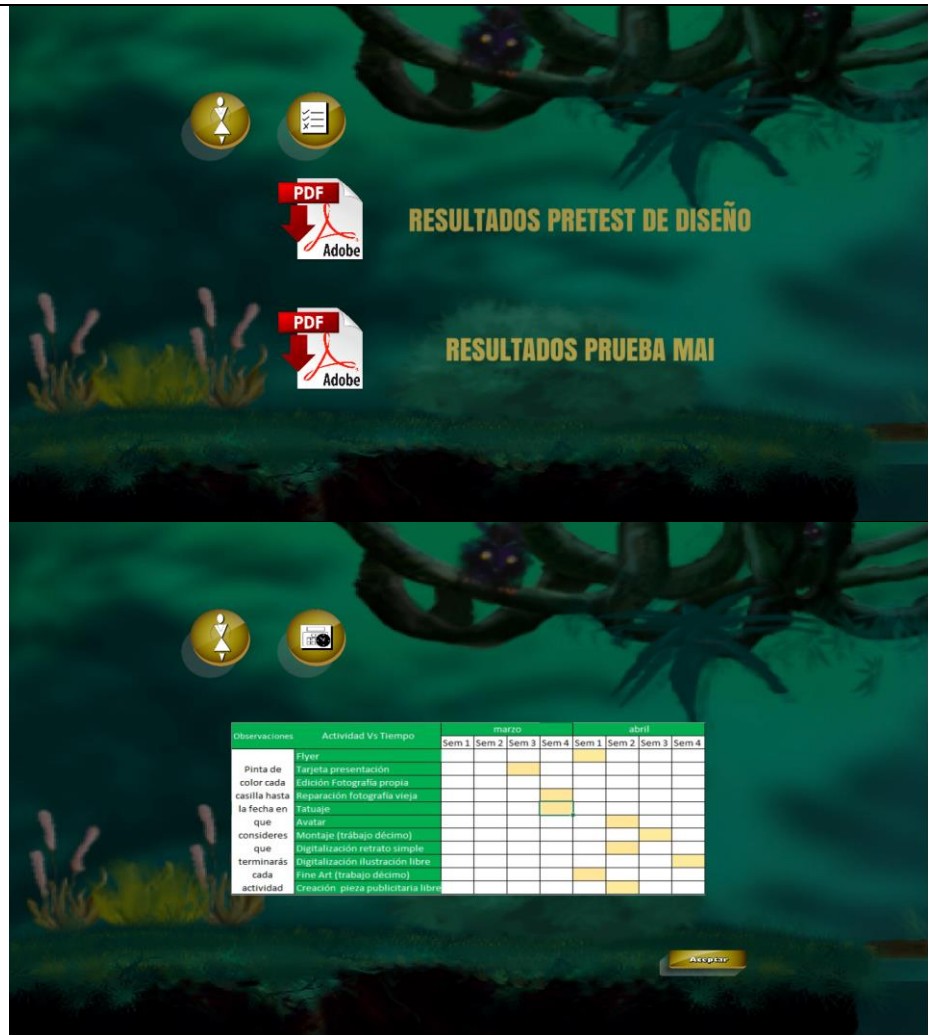 PDF
Adobe
RESULTADOS PRETEST DE DISEÑO
PDF
Adobe
RESULTADOS PRUEBA MAI
Observaciones
Actividad Vs Tiempo
marzo
abril
Sem 1 Sem 2 Sem 3 Sem 4 Sem 1 Sem 2 Sem 3 Sem 4
Pinta de
color cada
casilla hasta
la fecha en
que
consideres
que
terminarás
cada
actividad
Flyer
Tarjeta presentación
Edición Fotografía propia
Reparación fotografía vieja
Tatuaje
Avatar
Montaje (trábajo décimo)
Digitalización retrato simple
Digitalización ilustración libre
Fine Art (trabajo décimo)
Creación pieza publicitaria libre
Aceptar